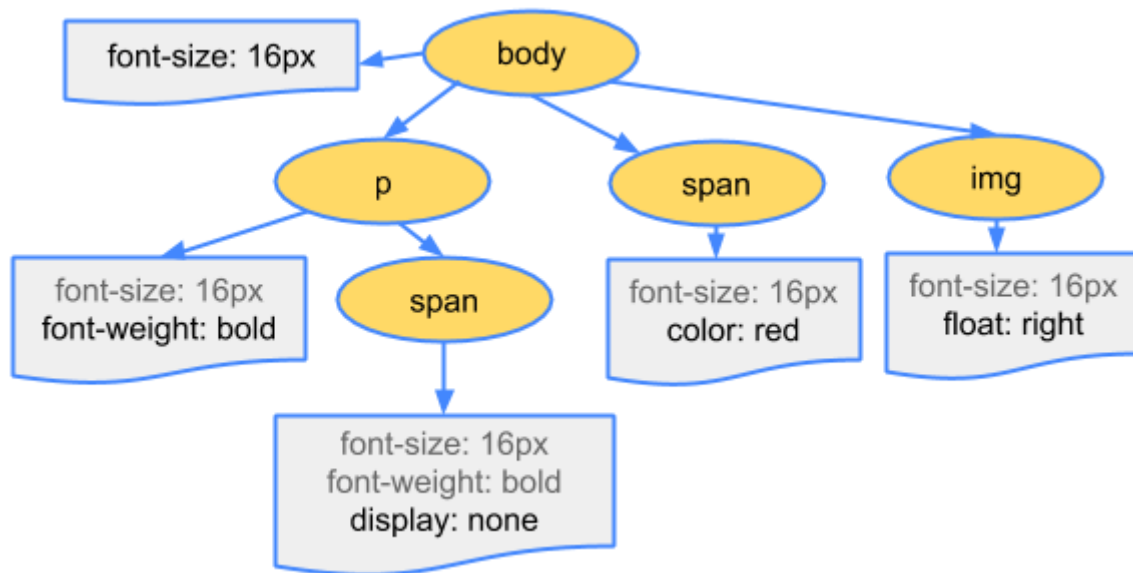 font-size: 16px
body
p
span
img
font-size: 16px
font-weight: bold
span
font-size: 16px
color: red
font-size: 16px
float: right
font-size: 16px
font-weight: bold
display: none